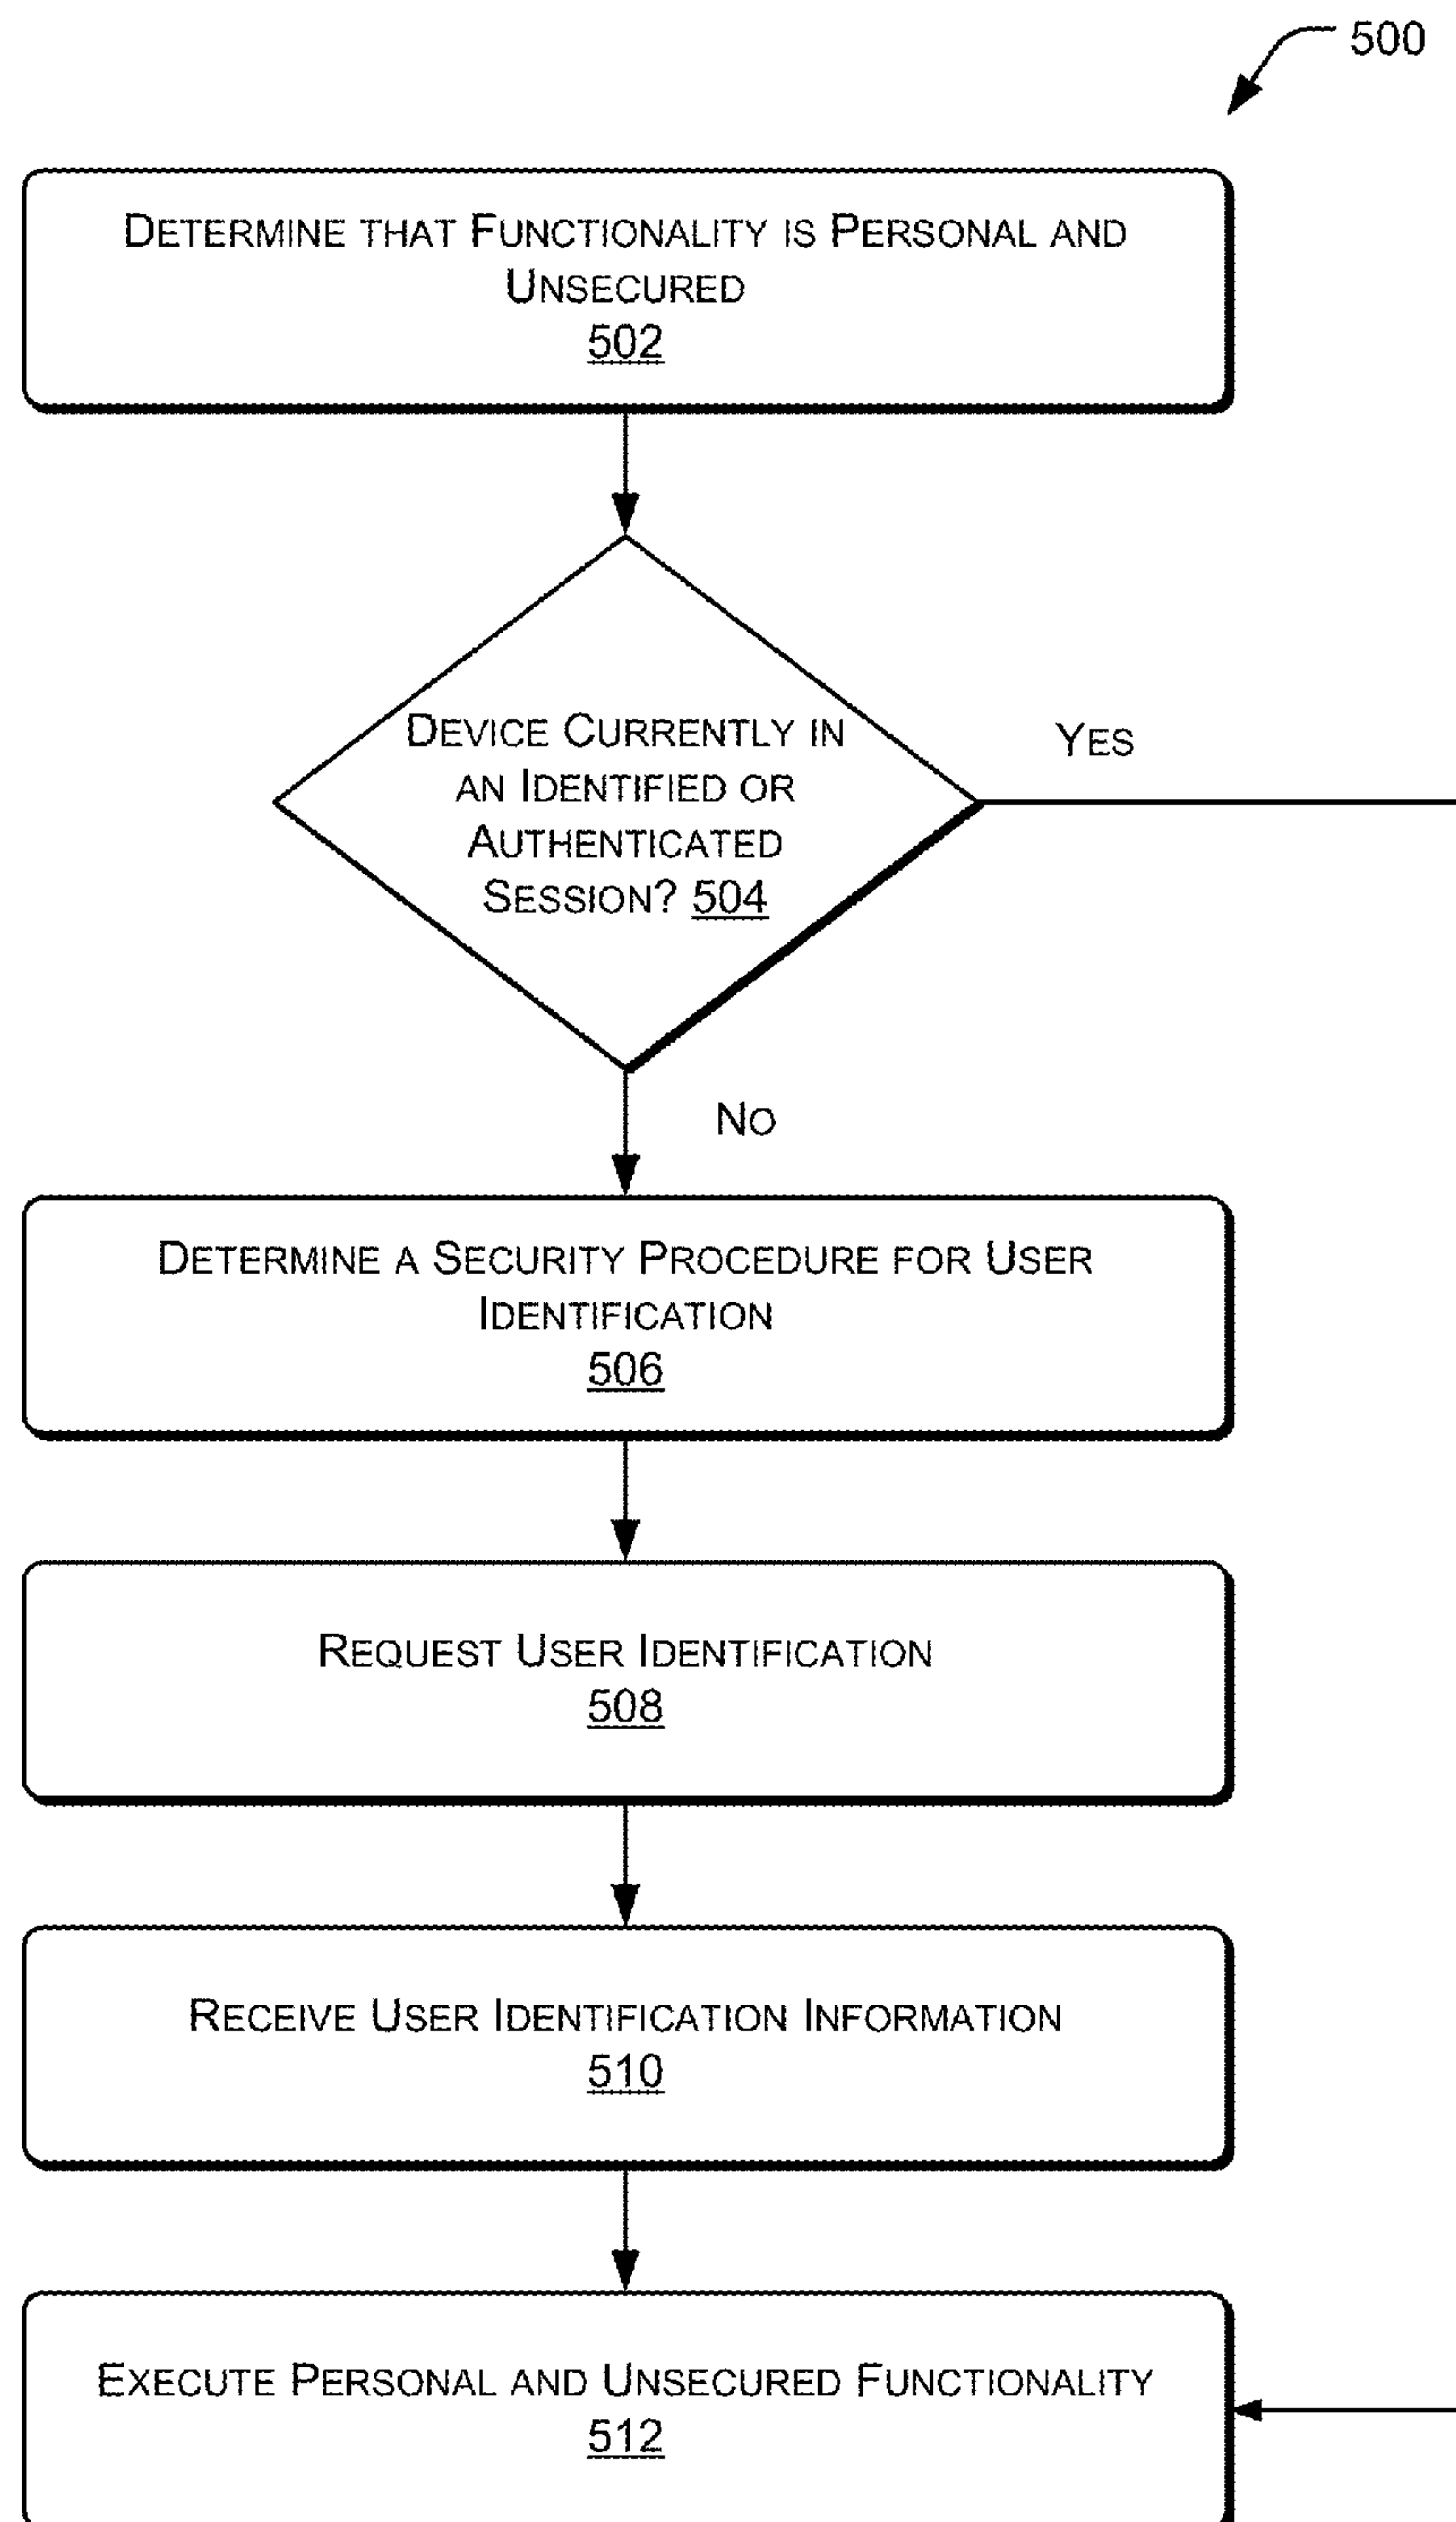 500
Determine that Functionality is Personal and
Unsecured
502
Device Currently in
an Identified or
Authenticated
Session? 504
Yes
No
Determine a Security Procedure for User
Identification
506
Request User Identification
508
Receive User Identification Information
510
Execute Personal and Unsecured Functionality
512